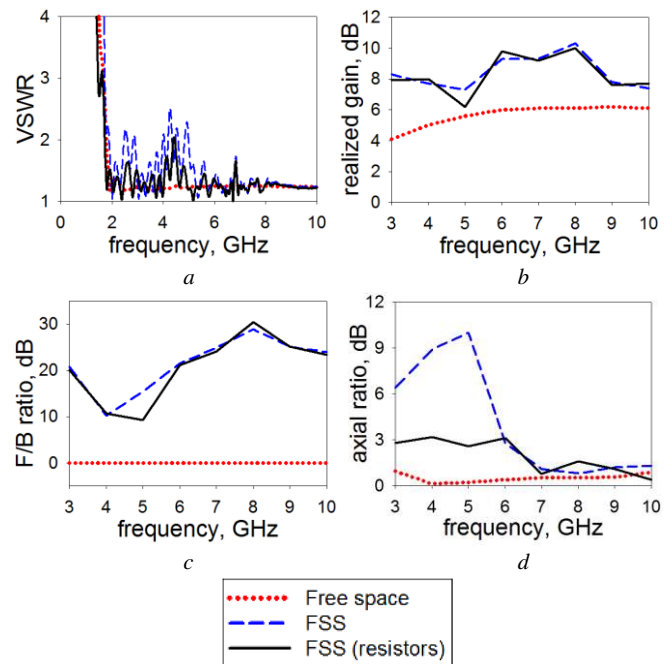 4
3
2
1
VSWR
0 2 4 6 8 10
frequency, GHz
a
12
10
8
6
4
2
0
realized gain, dB
3 4 5 6 7 8 9 10
frequency, GHz
b
30
20
10
0
F/B ratio, dB
3 4 5 6 7 8 9 10
frequency, GHz
c
12
9
6
3
0
axial ratio, dB
3 4 5 6 7 8 9 10
frequency, GHz
d
Free space
FSS
FSS (resistors)